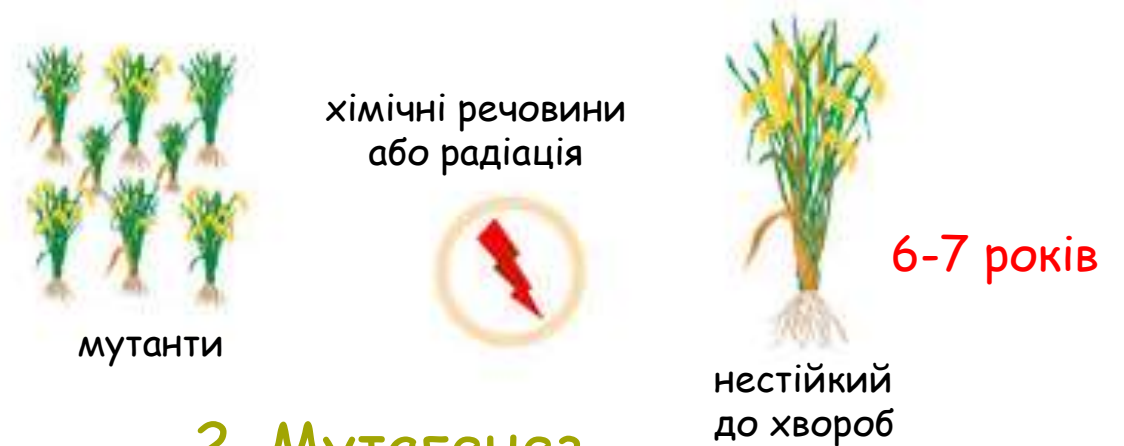 хімічні речовини
або радіація
6-7 років
мутанти
нестійкий
до хвороб